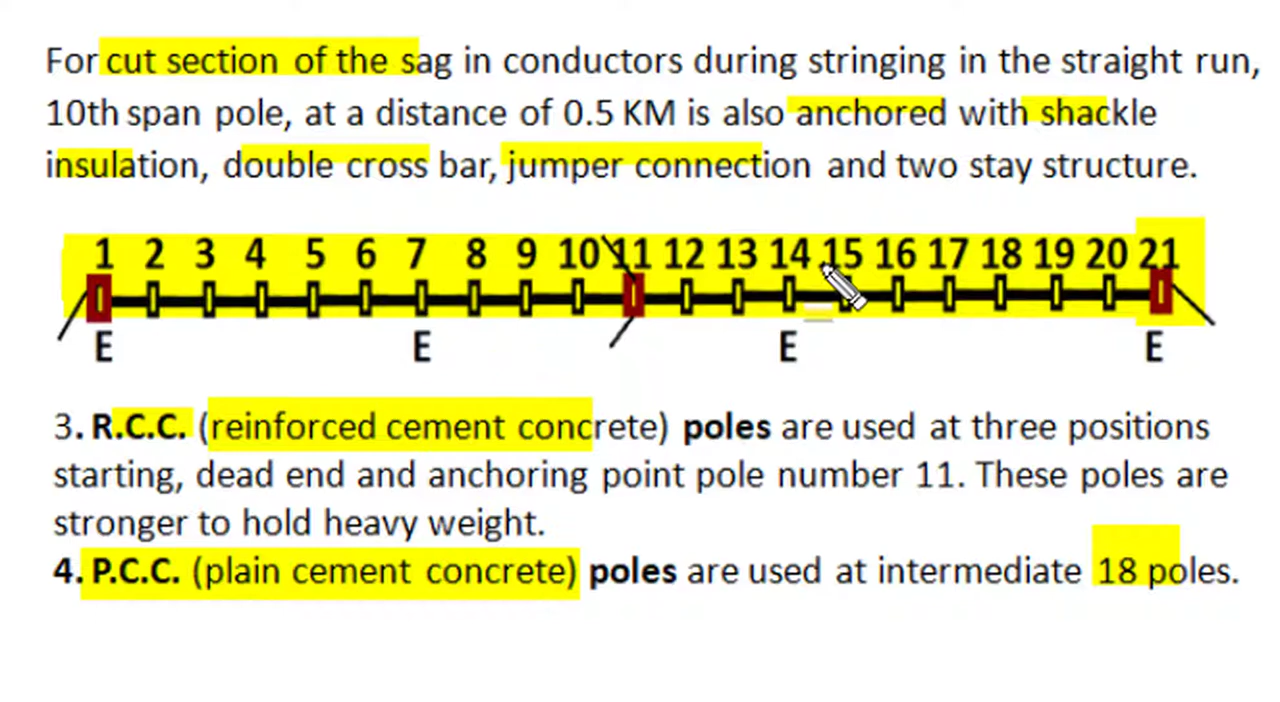 For cut section of the sag in conductors during stringing in the straight run,
10th span pole, at a distance of 0.5 KM is also anchored with shackle
insulation, double cross bar, jumper connection and two stay structure.
1 2 3 4 5 6 7 8 9 10 11 12 13 14 15 16 17 18 19 20 21
E E E E
3. R.C.C. (reinforced cement concrete) poles are used at three positions
starting, dead end and anchoring point pole number 11. These poles are
stronger to hold heavy weight.
4. P.C.C. (plain cement concrete) poles are used at intermediate 18 poles.